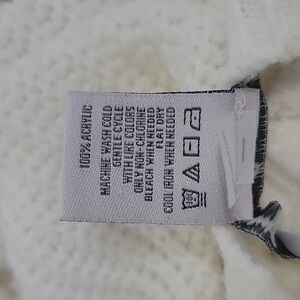 100% ACRYLIC
MACHINE WASH COLD
GENTLE CYCLE
WITH LIKE COLORS
ONLY NON-CHLORINE
BLEACH WHEN NEEDED
FLAT DRY
COOL IRON WHEN NEEDED